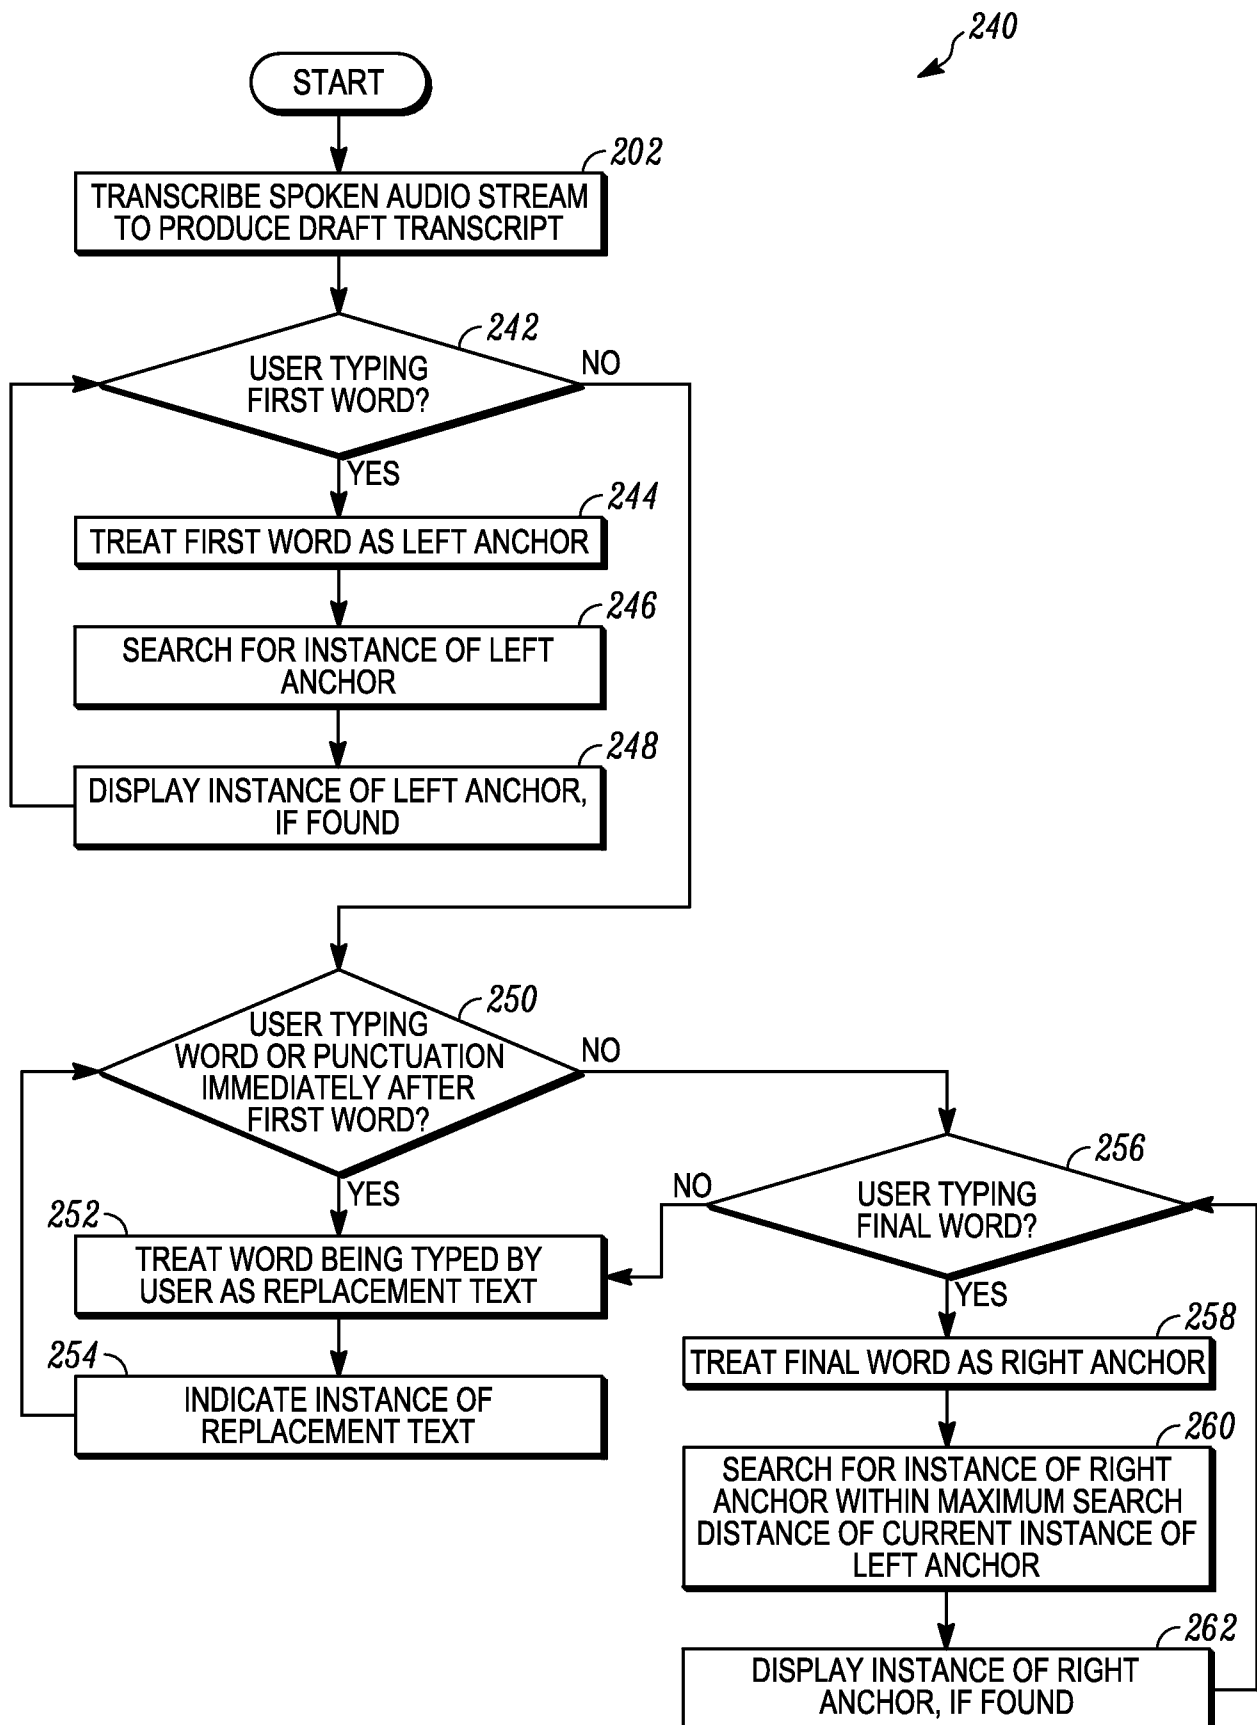 240
START
202
TRANSCRIBE SPOKEN AUDIO STREAM
TO PRODUCE DRAFT TRANSCRIPT
242
USER TYPING
FIRST WORD?
NO
YES
244
TREAT FIRST WORD AS LEFT ANCHOR
246
SEARCH FOR INSTANCE OF LEFT
ANCHOR
248
DISPLAY INSTANCE OF LEFT ANCHOR,
IF FOUND
250
USER TYPING
WORD OR PUNCTUATION
IMMEDIATELY AFTER
FIRST WORD?
NO
YES
252
TREAT WORD BEING TYPED BY
USER AS REPLACEMENT TEXT
254
INDICATE INSTANCE OF
REPLACEMENT TEXT
256
USER TYPING
FINAL WORD?
NO
YES
258
TREAT FINAL WORD AS RIGHT ANCHOR
260
SEARCH FOR INSTANCE OF RIGHT
ANCHOR WITHIN MAXIMUM SEARCH
DISTANCE OF CURRENT INSTANCE OF
LEFT ANCHOR
262
DISPLAY INSTANCE OF RIGHT
ANCHOR, IF FOUND